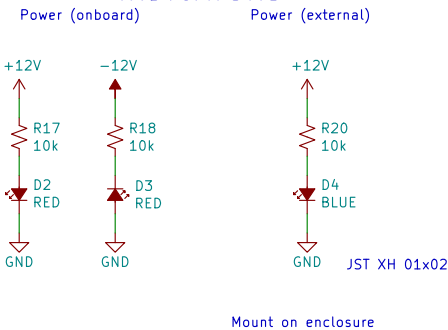 Power (onboard)
Power (external)
+12V
-12V
+12V
R17
10k
R18
10k
R20
10k
D2
RED
D3
RED
D4
BLUE
GND
GND
GND
JST XH 01x02
Mount on enclosure